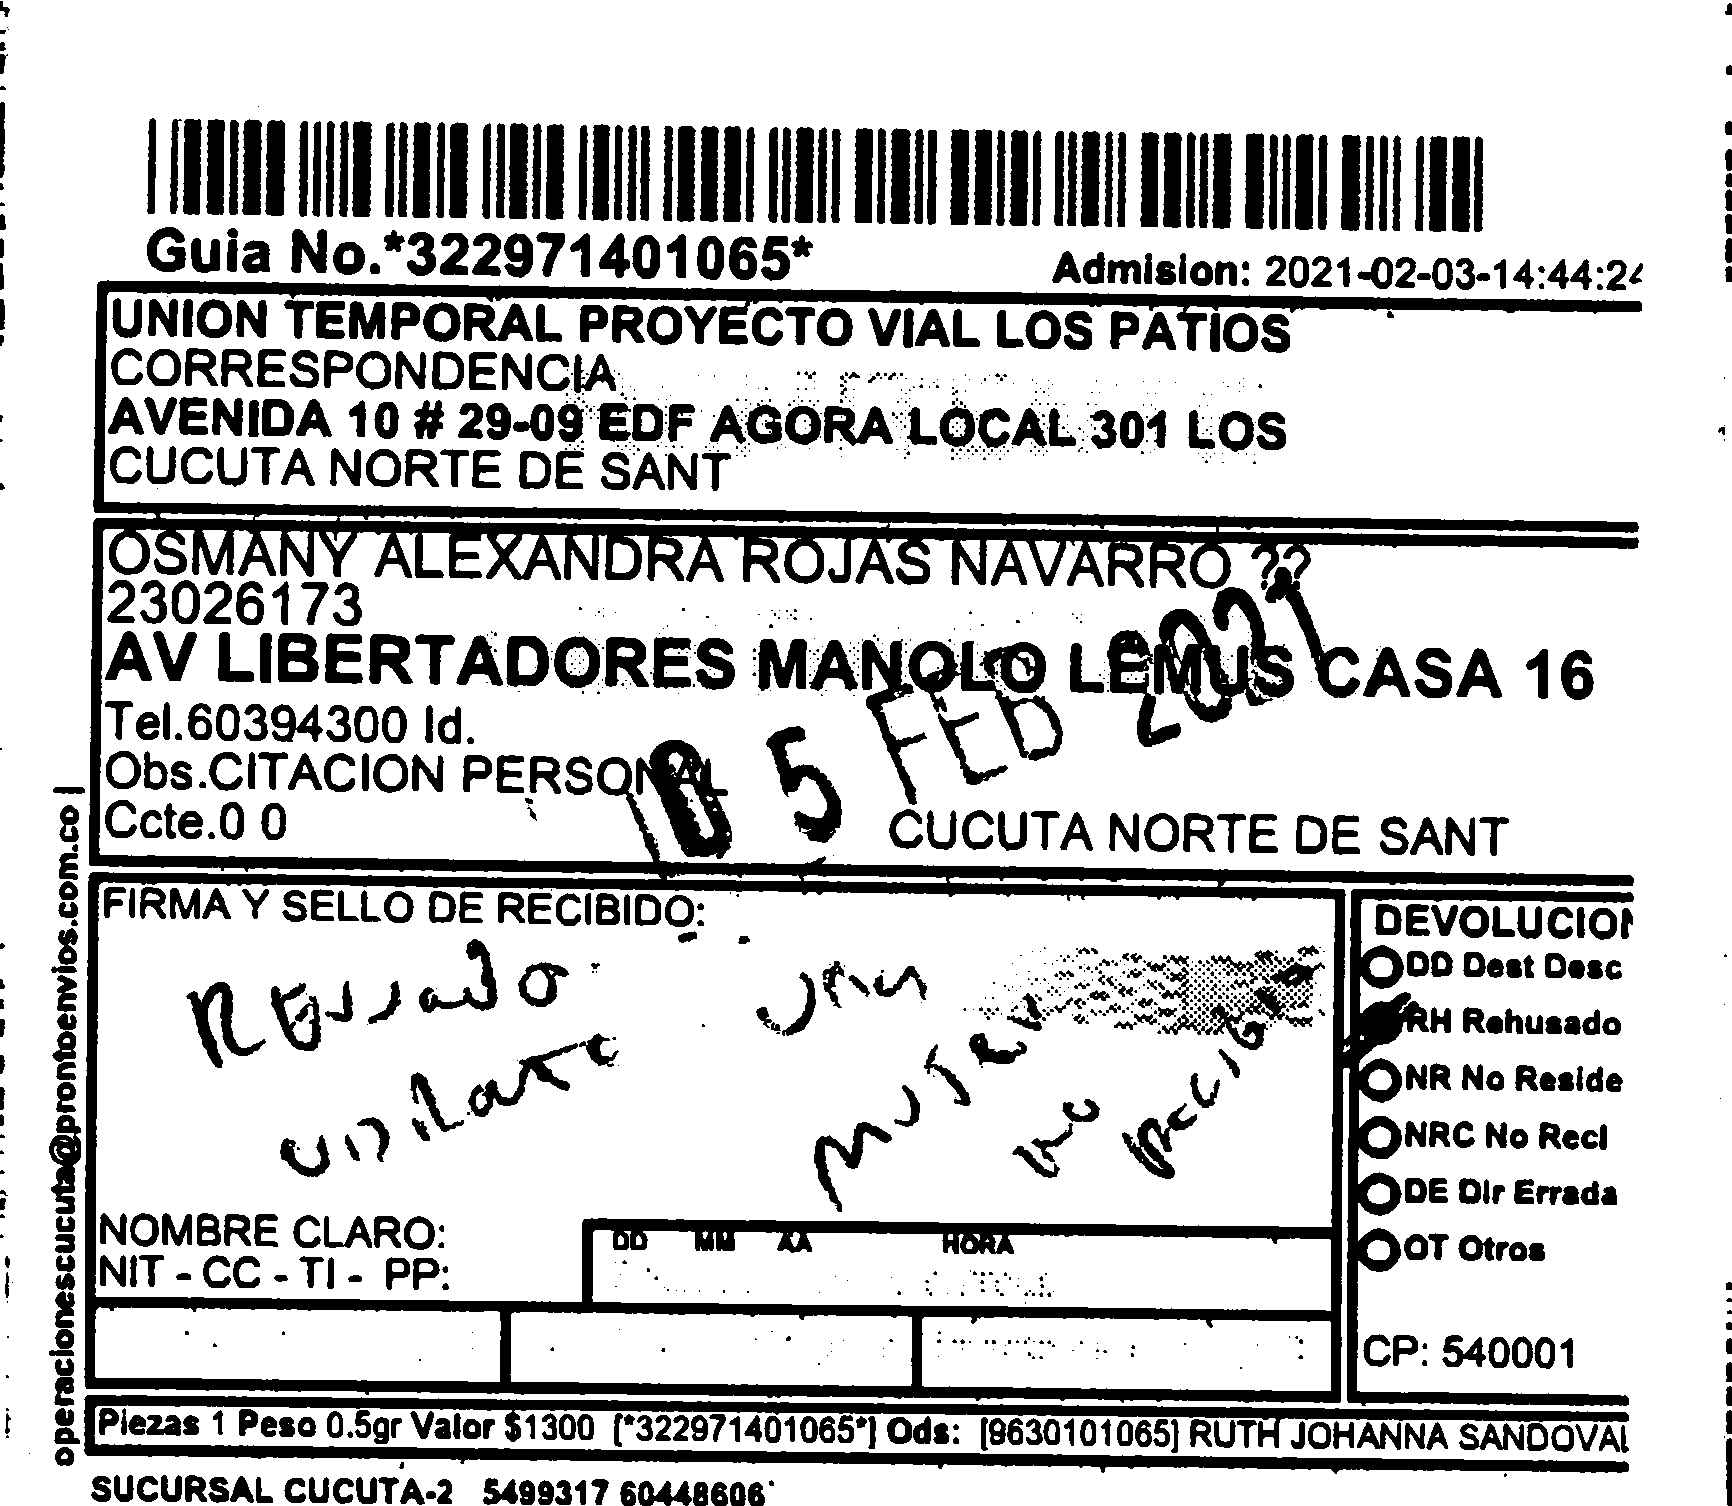 Guia No.*322971401065*
Admision: 2021-02-03-14:44:24
UNION TEMPORAL PROYECTO VIAL LOS PATIOS
CORRESPONDENCIA
AVENIDA 10 # 29-09 EDF AGORA LOCAL 301 LOS
CUCUTA NORTE DE SANT
OSMANY ALEXANDRA ROJAS NAVARRO ??
23026173
AV LIBERTADORES MANOLO LEMUS CASA 16
Tel.60394300 Id.
Obs.CITACION PERSONAL
05 FEB 2021
Ccte.0 0
CUCUTA NORTE DE SANT
FIRMA Y SELLO DE RECIBIDO:
NOMBRE CLARO:
NIT - CC - TI - PP:
DD MM AA HORA
DEVOLUCION
DD Dest Desc
RH Rehusado
NR No Reside
NRC No Recl
DE Dir Errada
OT Otros
CP: 540001
Piezas 1 Peso 0.5gr Valor $1300 [*322971401065*] Ods: [9630101065] RUTH JOHANNA SANDOVAL
SUCURSAL CUCUTA-2 5499317 60448606
operacionescucuta@prontoenvios.com.co |